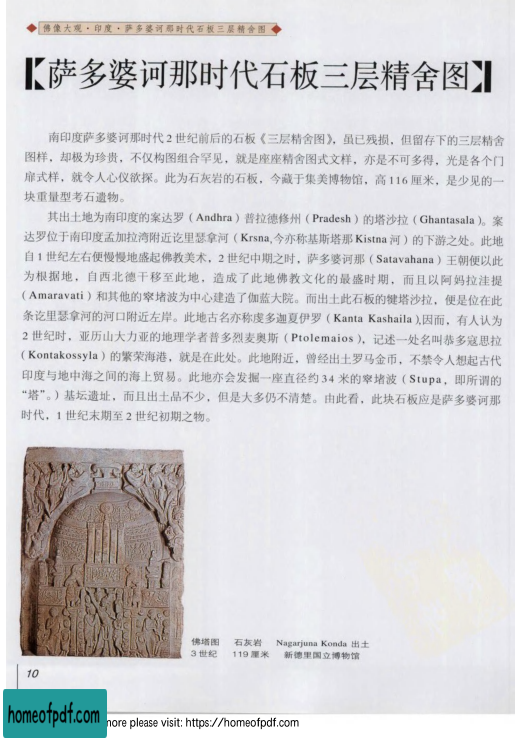 佛像大观·印度·萨多婆诃那时代石板三层精舍图
【萨多婆诃那时代石板三层精舍图】
南印度萨多婆诃那时代2世纪前后的石板《三层精舍图》，虽已残损，但留存下的三层精舍
图样，却极为珍贵，不仅构图组合罕见，就是座座精舍图式文样，亦是不可多得，光是各个门
扉式样，就令人心仪欲探。此为石灰岩的石板，今藏于集美博物馆，高116厘米，是少见的一
块重量型考石遗物。
其出土地为南印度的案达罗（Andhra）普拉德修州（Pradesh）的塔沙拉（Ghantasala）。案
达罗位于南印度孟加拉湾附近讫里瑟拿河（Krsna,今亦称基斯塔那Kistna河）的下游之处。此地
自1世纪左右便慢慢地盛起佛教美术，2世纪中期之时，萨多婆诃那（Satavahana）王朝便以此
为根据地，自西北德干移至此地，造成了此地佛教文化的最盛时期，而且以阿妈拉洼提
（Amaravati）和其他的窣堵波为中心建造了伽蓝大院。而出土此石板的犍塔沙拉，便是位在此
条讫里瑟拿河的河口附近左岸。此地古名亦称虔多迦夏伊罗（Kanta Kashaila）,因而，有人认为
2世纪时，亚历山大力亚的地理学者普多烈麦奥斯（Ptolemaios），记述一处名叫恭多寇思拉
（Kontakossyla）的繁荣海港，就是在此处。此地附近，曾经出土罗马金币，不禁令人想起古代
印度与地中海之间的海上贸易。此地亦会发掘一座直径约34米的窣堵波（Stupa，即所谓的
“塔”。）基坛遗址，而且出土品不少，但是大多仍不清楚。由此看，此块石板应是萨多婆诃那
时代，1世纪末期至2世纪初期之物。
佛塔图 石灰岩 Nagarjuna Konda 出土
3世纪 119厘米 新德里国立博物馆
10
homeofpdf.com
more please visit: https://homeofpdf.com